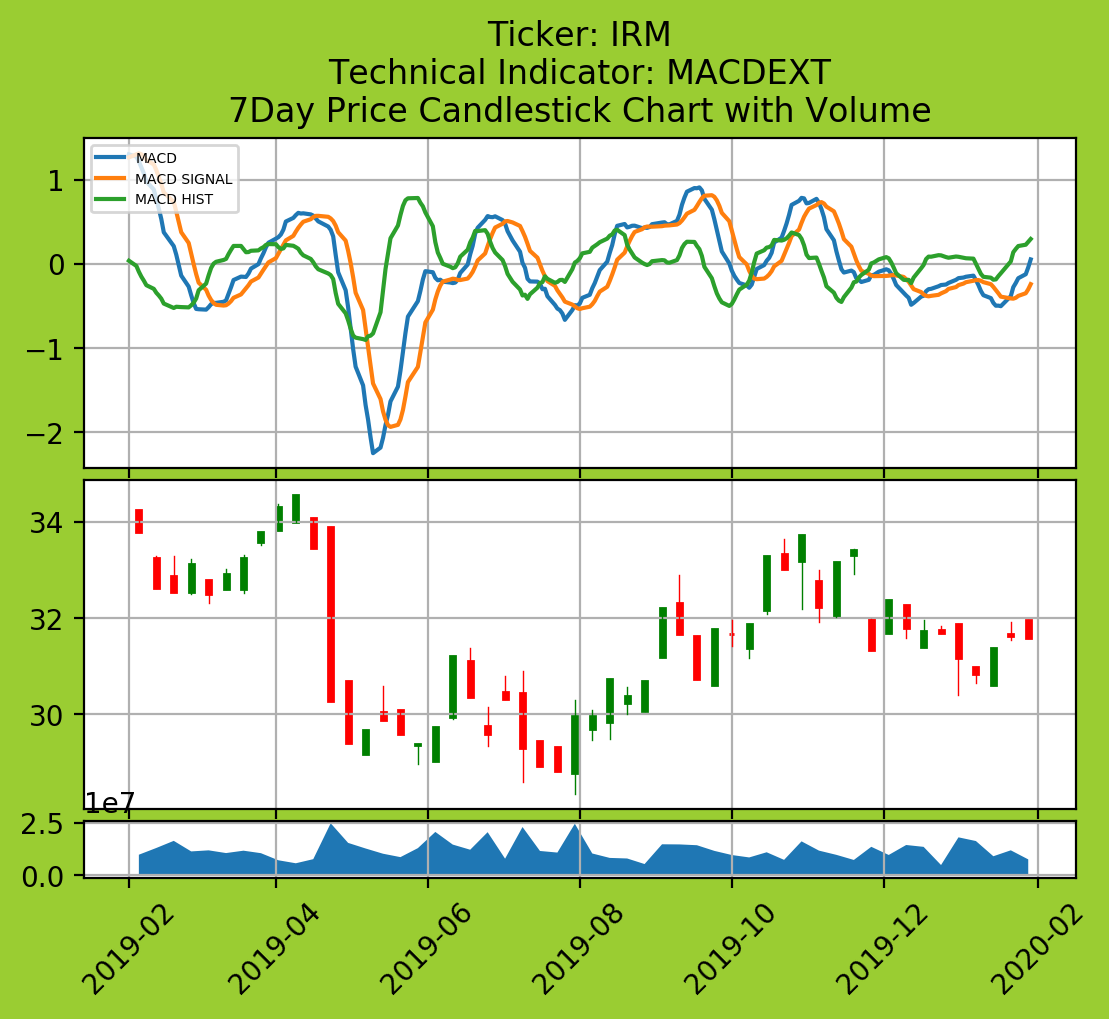 Ticker: IRM
Technical Indicator: MACDEXT
7Day Price Candlestick Chart with Volume
MACD
MACD SIGNAL
MACD HIST
1
0
−1
−2
34
32
30
1e7
2.5
0.0
2019-02
2019-04
2019-06
2019-08
2019-10
2019-12
2020-02